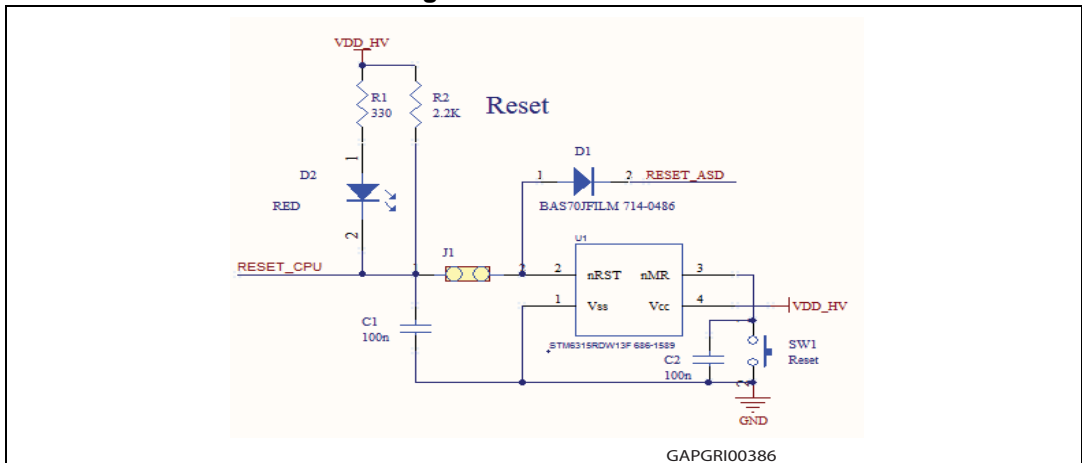 VDD_HV
R1
330
R2
2.2K
Reset
D1
1
2
RESET_ASD
BAS70JFILM 714-0486
1
D2
RED
2
U1
J1
RESET_CPU
1
2
2
nRST
nMR
3
1
Vss
Vcc
4
VDD_HV
C1
100n
STM6315RDW13F 686-1589
C2
100n
SW1
Reset
2
GND
GAPGRI00386